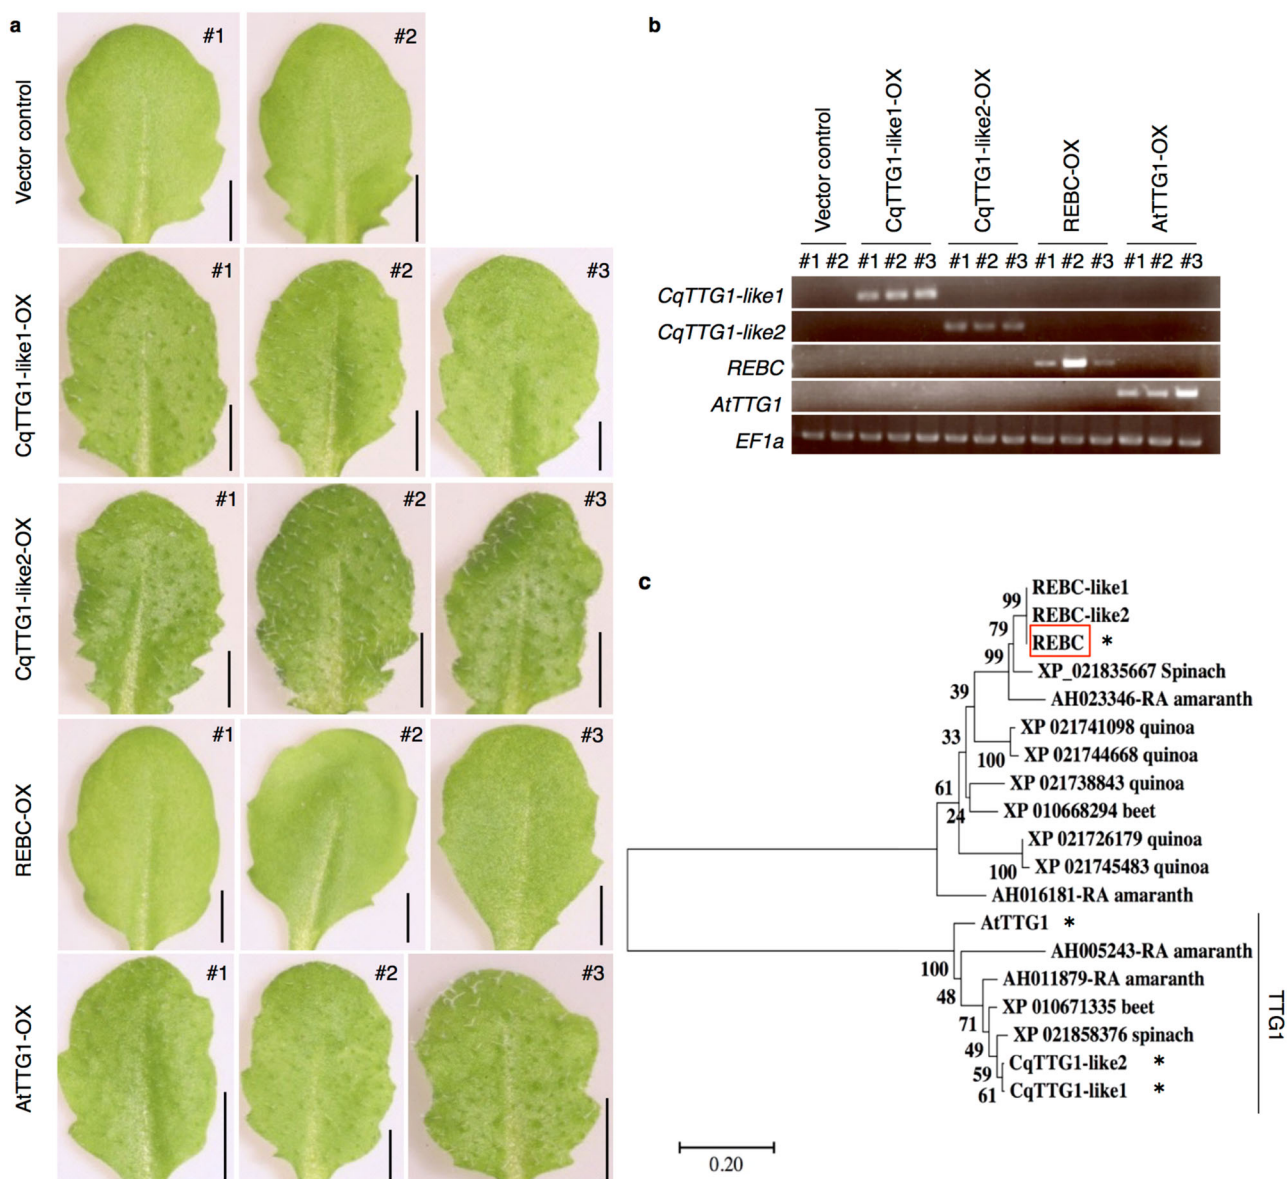 a
Vector control
#1
#2
CqTTG1-like1-OX
#1
#2
#3
CqTTG1-like2-OX
#1
#2
#3
REBC-OX
#1
#2
#3
AtTTG1-OX
#1
#2
#3
b
Vector control
CqTTG1-like1-OX
CqTTG1-like2-OX
REBC-OX
AtTTG1-OX
#1 #2 #1 #2 #3 #1 #2 #3 #1 #2 #3 #1 #2 #3
CqTTG1-like1
CqTTG1-like2
REBC
AtTTG1
EF1a
c
REBC-like1
99
REBC-like2
79
REBC *
99
XP_021835667 Spinach
39
AH023346-RA amaranth
XP 021741098 quinoa
33
100
XP 021744668 quinoa
61
XP 021738843 quinoa
24
XP 010668294 beet
XP 021726179 quinoa
100
XP 021745483 quinoa
AH016181-RA amaranth
AtTTG1 *
AH005243-RA amaranth
100
AH011879-RA amaranth
48
XP 010671335 beet
71
XP 021858376 spinach
49
CqTTG1-like2 *
59
CqTTG1-like1 *
61
TTG1
0.20